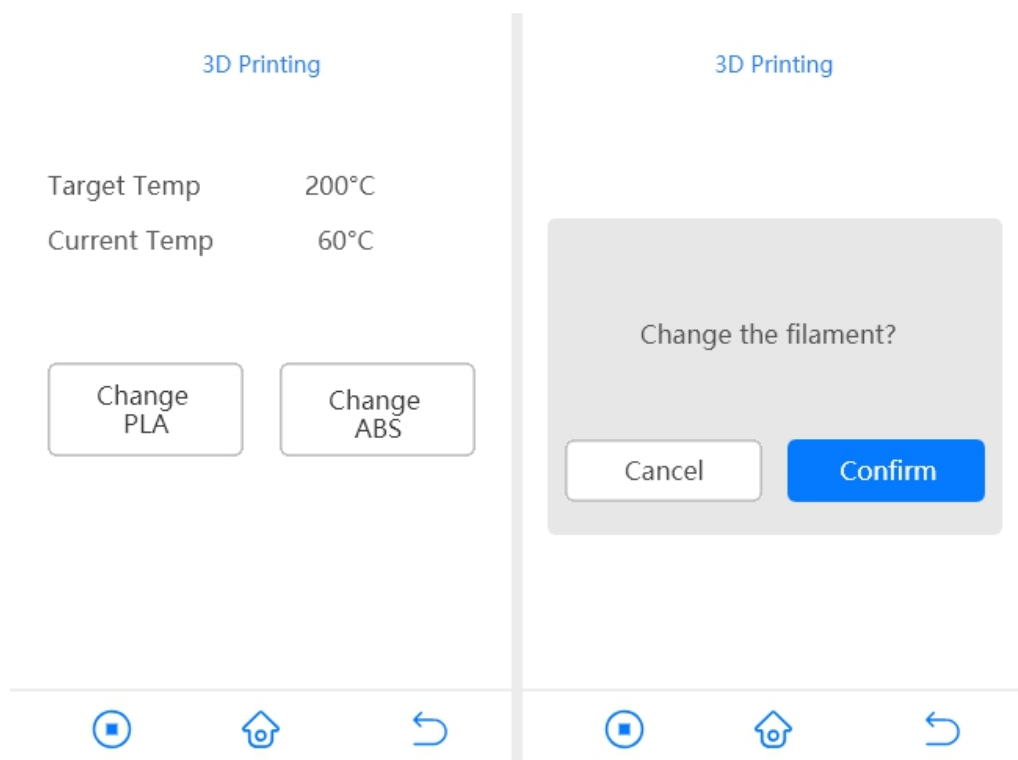 3D Printing
Target Temp 200°C
Current Temp 60°C
Change
PLA
Change
ABS
3D Printing
Change the filament?
Cancel
Confirm